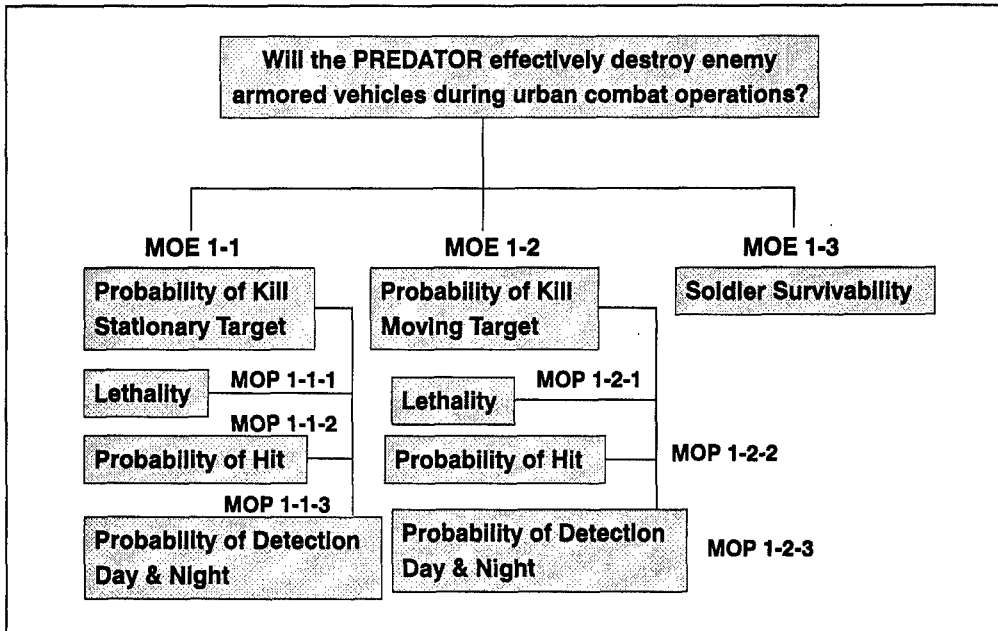 Will the PREDATOR effectively destroy enemy
armored vehicles during urban combat operations?
MOE 1-1
Probability of Kill
Stationary Target
Lethality
MOP 1-1-1
MOP 1-1-2
Probability of Hit
MOP 1-1-3
Probability of Detection
Day & Night
MOE 1-2
Probability of Kill
Moving Target
MOP 1-2-1
Lethality
Probability of Hit
MOP 1-2-2
Probability of Detection
Day & Night
MOP 1-2-3
MOE 1-3
Soldier Survivability